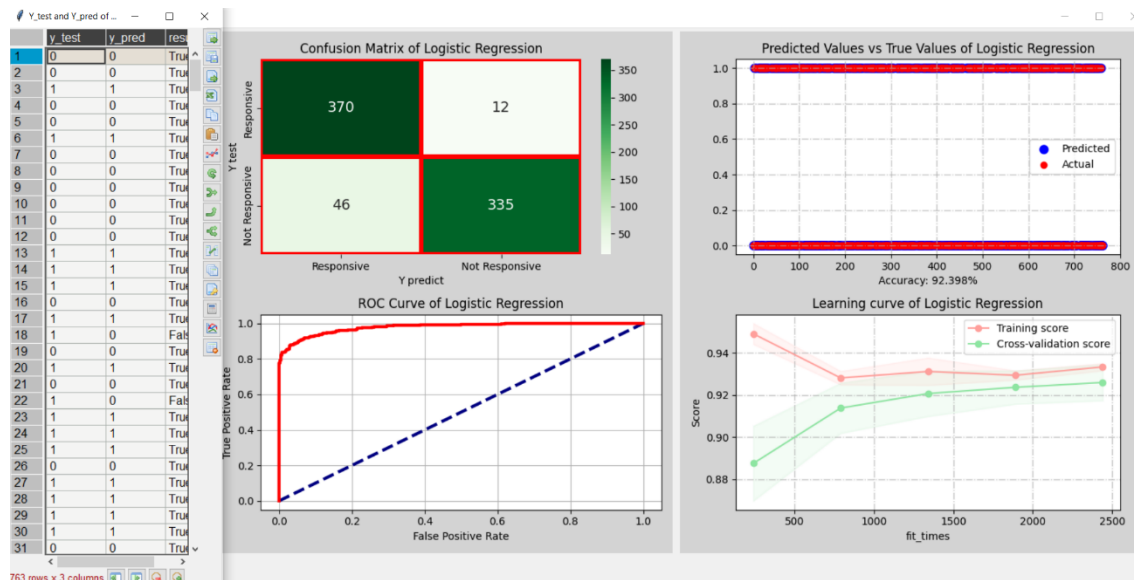 Y_test and Y_pred of ...
y_test y_pred resu
1 0 0 True
2 0 0 True
3 1 1 True
4 0 0 True
5 0 0 True
6 1 1 True
7 0 0 True
8 0 0 True
9 0 0 True
10 0 0 True
11 0 0 True
12 0 0 True
13 1 1 True
14 1 1 True
15 1 1 True
16 0 0 True
17 1 1 True
18 1 0 Fals
19 0 0 True
20 1 1 True
21 0 0 True
22 1 0 Fals
23 1 1 True
24 1 1 True
25 1 1 True
26 0 0 True
27 1 1 True
28 1 1 True
29 1 1 True
30 1 1 True
31 0 0 True
763 rows x 3 columns
Confusion Matrix of Logistic Regression
Y test
Responsive
Not Responsive
370 12
46 335
Responsive Not Responsive
Y predict
350
300
250
200
150
100
50
Predicted Values vs True Values of Logistic Regression
1.0
0.8
0.6
0.4
0.2
0.0
Predicted
Actual
0 100 200 300 400 500 600 700 800
Accuracy: 92.398%
ROC Curve of Logistic Regression
True Positive Rate
1.0
0.8
0.6
0.4
0.2
0.0
0.0 0.2 0.4 0.6 0.8 1.0
False Positive Rate
Learning curve of Logistic Regression
Score
0.94
0.92
0.90
0.88
Training score
Cross-validation score
500 1000 1500 2000 2500
fit_times